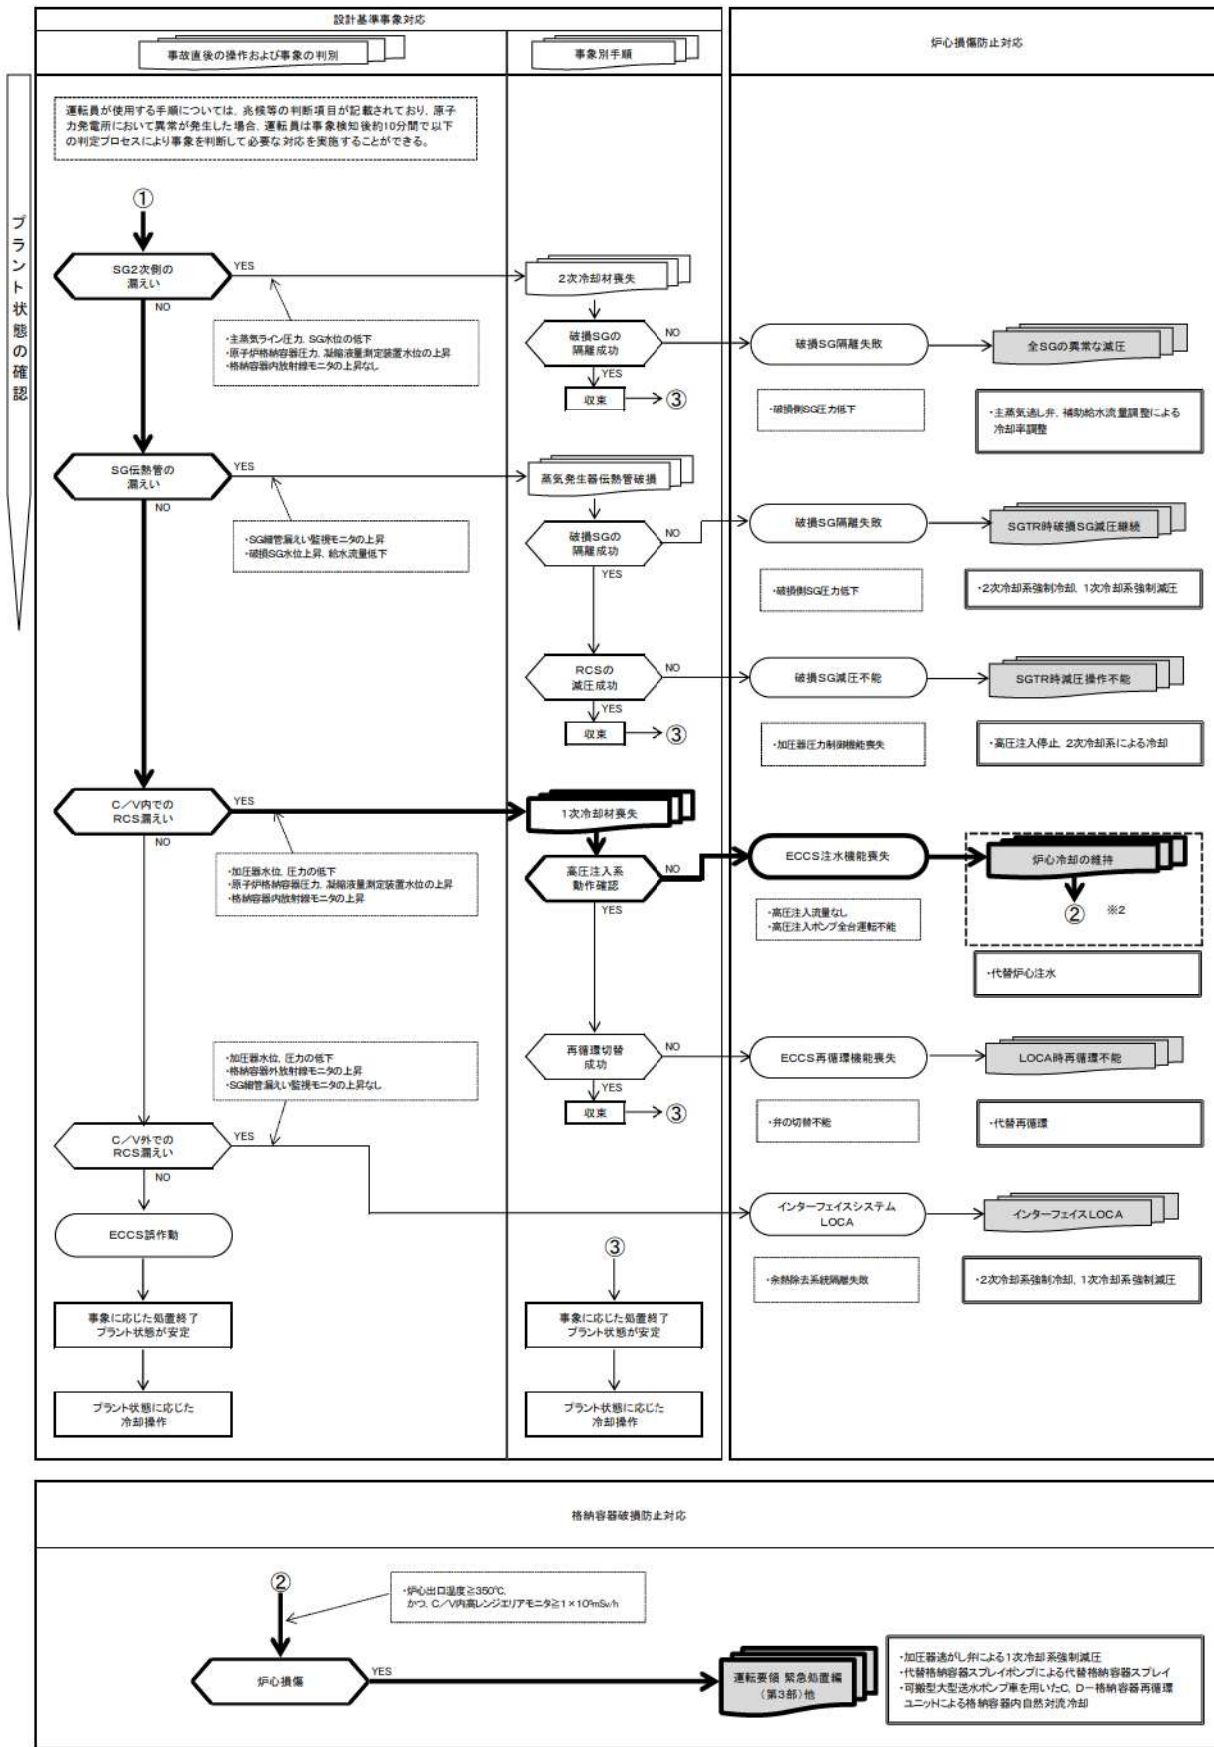 設計基準事象対応
事故直後の操作および事象の判別
事象別手順
炉心損傷防止対応
プラント状態の確認
運転員が使用する手順については、兆候等の判断項目が記載されており、原子
力発電所において異常が発生した場合、運転員は事象検知後約10分間で以下
の判定プロセスにより事象を判断して必要な対応を実施することができる。
①
SG2次側の
漏えい
YES
NO
・主蒸気ライン圧力、SG水位の低下
・原子炉格納容器圧力、凝縮液量測定装置水位の上昇
・格納容器内放射線モニタの上昇なし
2次冷却材喪失
破損SGの
隔離成功
NO
YES
収束
③
破損SG隔離失敗
全SGの異常な減圧
・破損側SG圧力低下
・主蒸気逃し弁、補助給水流量調整による
冷却率調整
SG伝熱管の
漏えい
YES
NO
・SG細管漏えい監視モニタの上昇
・破損SG水位上昇、給水流量低下
蒸気発生器伝熱管破損
破損SGの
隔離成功
NO
YES
破損SG隔離失敗
SGTR時破損SG減圧継続
・破損側SG圧力低下
・2次冷却系強制冷却、1次冷却系強制減圧
RCSの
減圧成功
NO
YES
収束
③
破損SG減圧不能
SGTR時減圧操作不能
・加圧器圧力制御機能喪失
・高圧注入停止、2次冷却系による冷却
C/V内での
RCS漏えい
YES
NO
・加圧器水位、圧力の低下
・原子炉格納容器圧力、凝縮液量測定装置水位の上昇
・格納容器内放射線モニタの上昇
1次冷却材喪失
高圧注入系
動作確認
NO
YES
ECCS注水機能喪失
炉心冷却の維持
② ※2
・高圧注入流量なし
・高圧注入ポンプ全台運転不能
・代替炉心注水
・加圧器水位、圧力の低下
・格納容器外放射線モニタの上昇
・SG細管漏えい監視モニタの上昇なし
再循環切替
成功
NO
YES
収束
③
ECCS再循環機能喪失
LOCA時再循環不能
・弁の切替不能
・代替再循環
C/V外での
RCS漏えい
YES
NO
インターフェイスシステム
LOCA
インターフェイスLOCA
・余熱除去系統隔離失敗
・2次冷却系強制冷却、1次冷却系強制減圧
ECCS誤作動
事象に応じた処置終了
プラント状態が安定
プラント状態に応じた
冷却操作
③
事象に応じた処置終了
プラント状態が安定
プラント状態に応じた
冷却操作
格納容器破損防止対応
②
・炉心出口温度≧350℃、
かつ、C/V内高レンジエリアモニタ≧1×10⁵mSv/h
炉心損傷
YES
運転要領 緊急処置編
(第3部)他
・加圧器逃がし弁による1次冷却系強制減圧
・代替格納容器スプレイポンプによる代替格納容器スプレイ
・可搬型大型送水ポンプ車を用いたC、D-格納容器再循環
ユニットによる格納容器内自然対流冷却